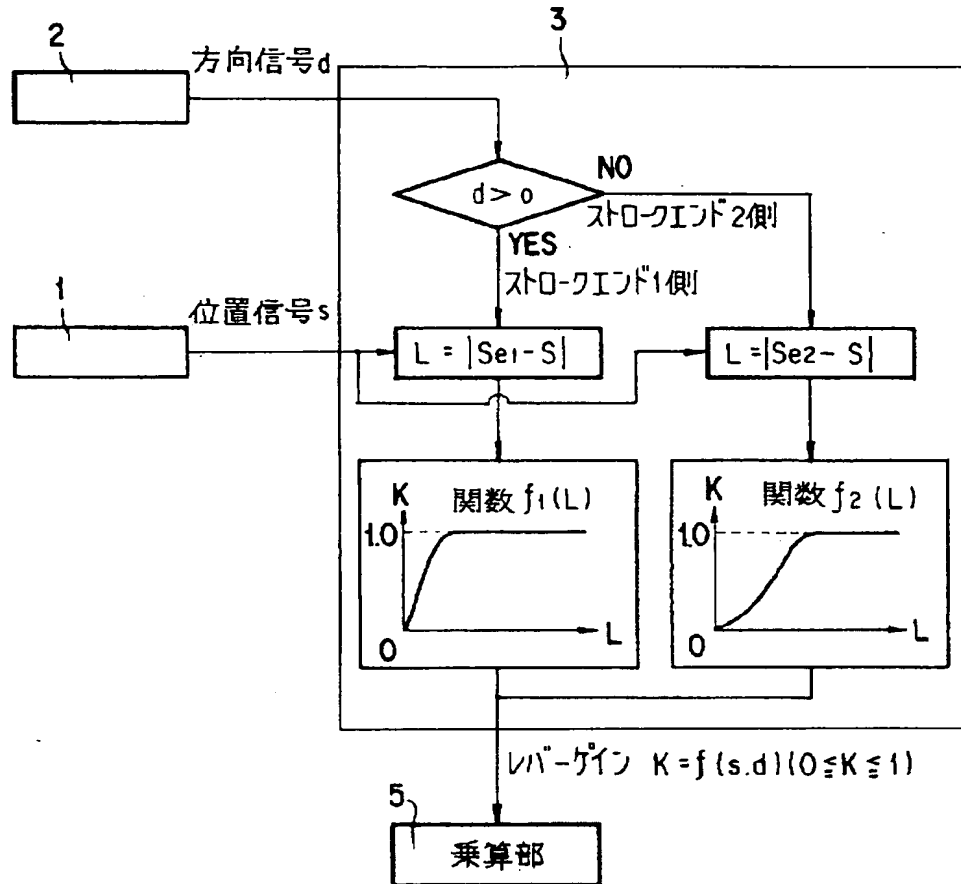 3
2
方向信号d
d > 0
NO
ストロークエンド2側
YES
ストロークエンド1側
1
位置信号s
L = |Se1-S|
L =|Se2- S|
K
関数 f1(L)
1.0
0
L
K
関数 f2(L)
1.0
0
L
レバーゲイン K=f(s.d)(0≦K≦1)
5
乗算部